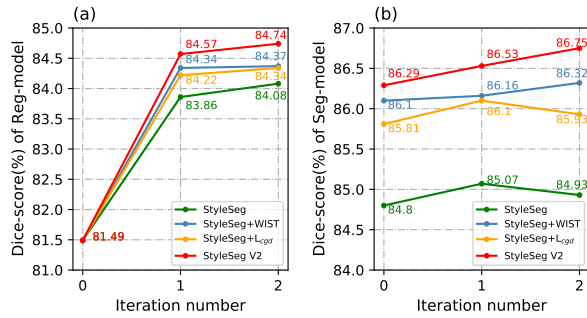 (a)
Dice-score(%) of Reg-model
85.0
84.5
84.0
83.5
83.0
82.5
82.0
81.5
81.0
84.57
84.74
84.34
84.37
84.22
84.34
83.86
84.08
81.49
StyleSeg
StyleSeg+WIST
StyleSeg+L_cgd
StyleSeg V2
0 1 2
Iteration number
(b)
Dice-score(%) of Seg-model
87.0
86.5
86.0
85.5
85.0
84.5
84.0
86.29
86.53
86.75
86.1
86.16
86.32
85.81
86.1
85.93
84.8
85.07
84.93
StyleSeg
StyleSeg+WIST
StyleSeg+L_cgd
StyleSeg V2
0 1 2
Iteration number